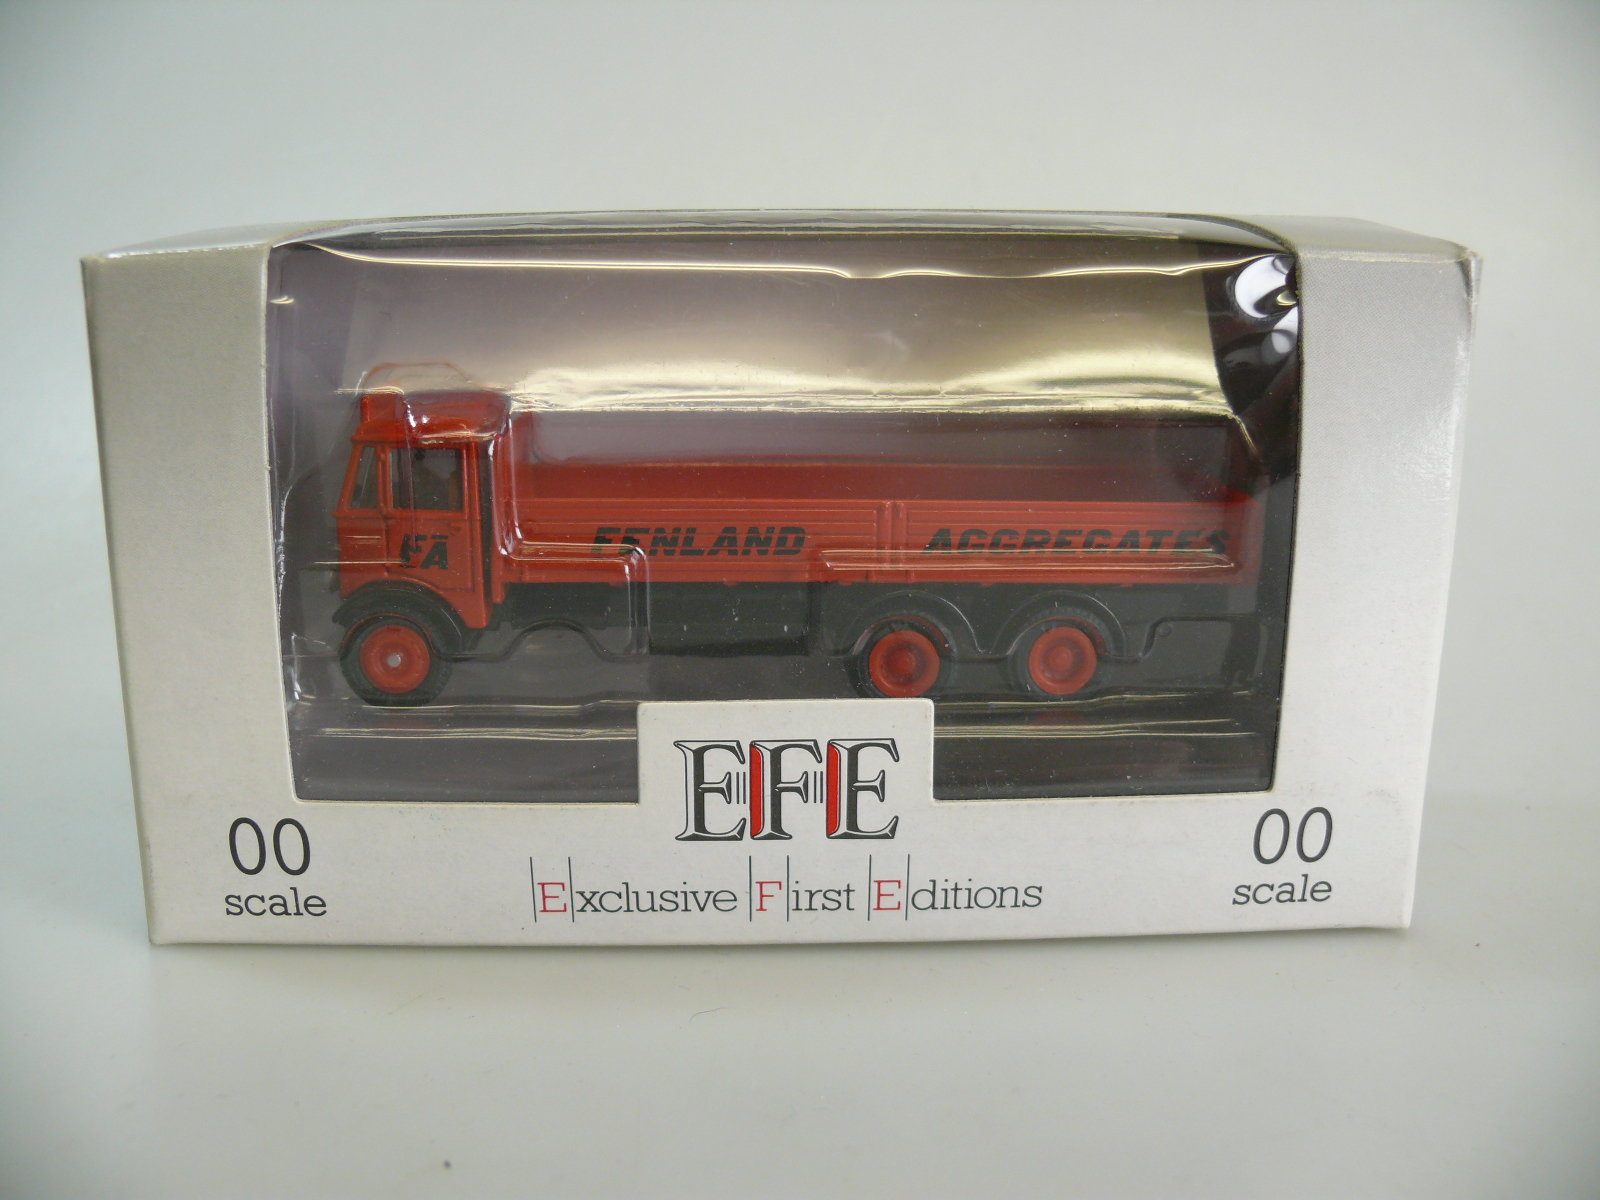 FENLAND AGGREGATES
FA
EFE
Exclusive First Editions
00
scale
00
scale